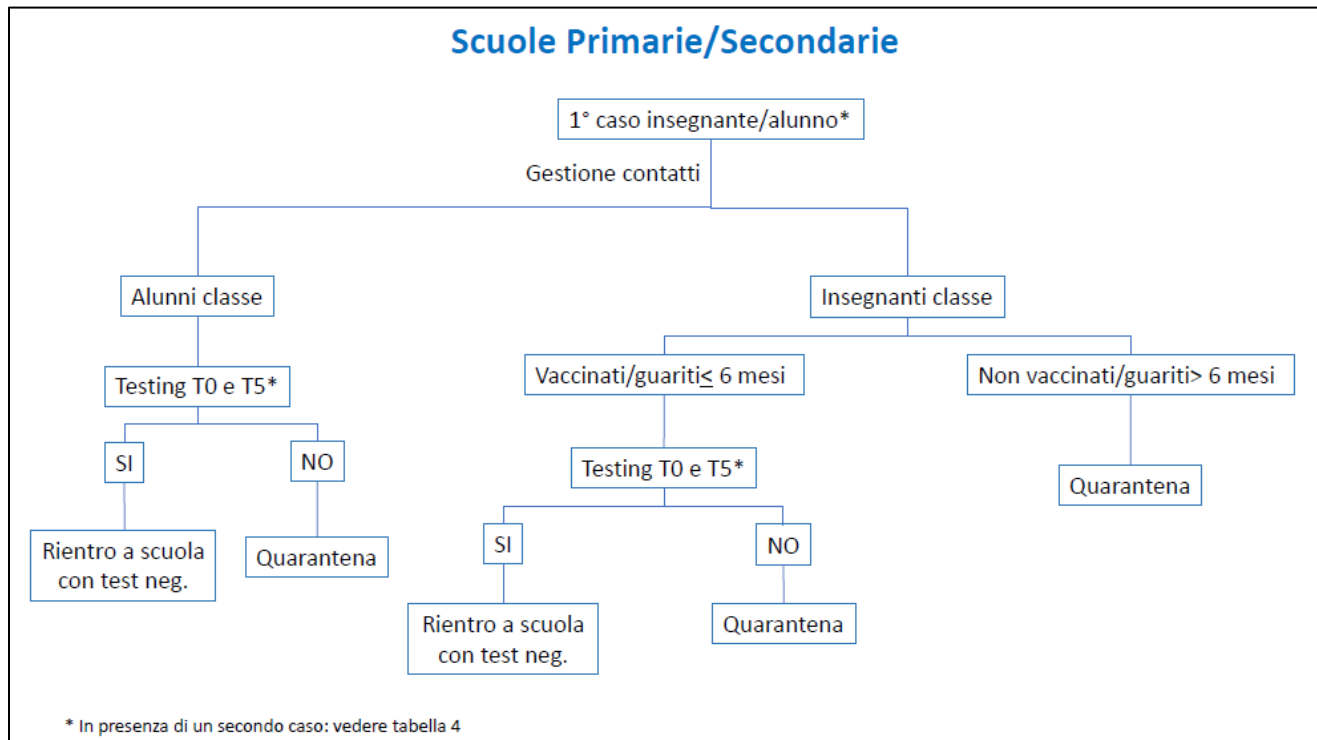 Scuole Primarie/Secondarie
1° caso insegnante/alunno*
Gestione contatti
Alunni classe
Insegnanti classe
Testing T0 e T5*
Vaccinati/guariti≤ 6 mesi
Non vaccinati/guariti> 6 mesi
SI
NO
Testing T0 e T5*
Quarantena
Rientro a scuola
con test neg.
Quarantena
SI
NO
Rientro a scuola
con test neg.
Quarantena
* In presenza di un secondo caso: vedere tabella 4